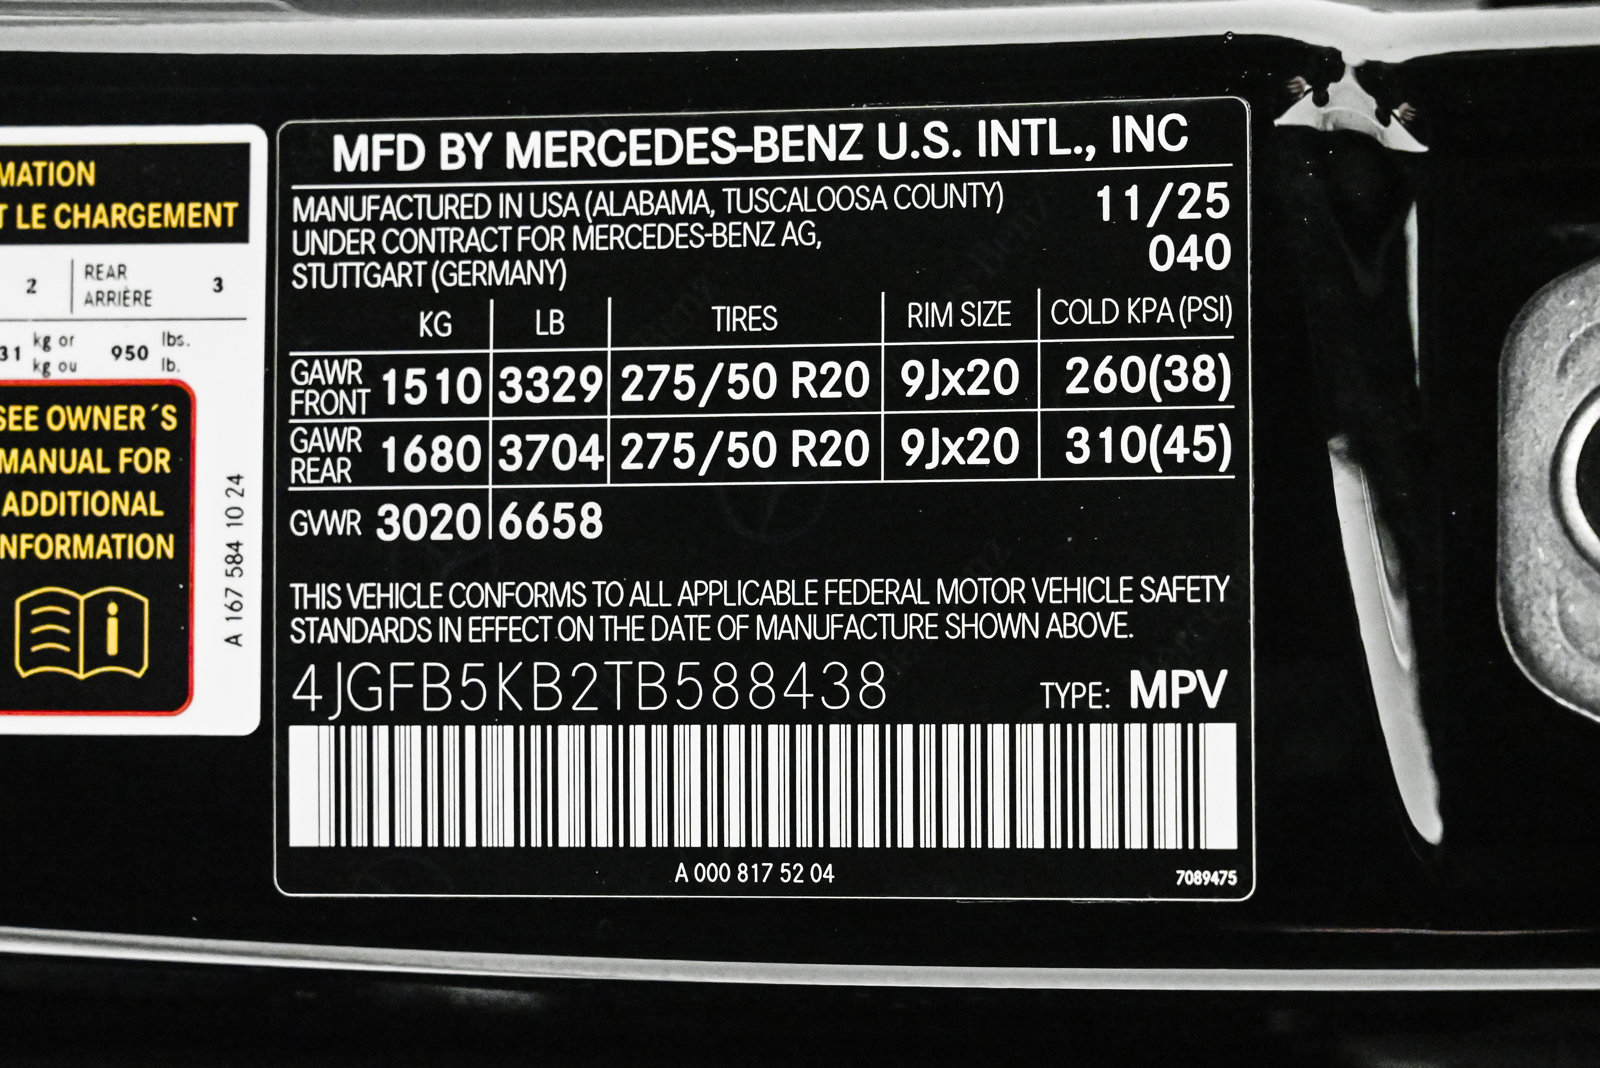 MATION
T LE CHARGEMENT
2 REAR 3
ARRIÈRE
31 kg or 950 lbs.
kg ou lb.
SEE OWNER´S
MANUAL FOR
ADDITIONAL
INFORMATION
i
A 167 584 10 24
MFD BY MERCEDES-BENZ U.S. INTL., INC
MANUFACTURED IN USA (ALABAMA, TUSCALOOSA COUNTY) 11/25
UNDER CONTRACT FOR MERCEDES-BENZ AG, 040
STUTTGART (GERMANY)
KG LB TIRES RIM SIZE COLD KPA (PSI)
GAWR FRONT 1510 3329 275/50 R20 9Jx20 260(38)
GAWR REAR 1680 3704 275/50 R20 9Jx20 310(45)
GVWR 3020 6658
THIS VEHICLE CONFORMS TO ALL APPLICABLE FEDERAL MOTOR VEHICLE SAFETY
STANDARDS IN EFFECT ON THE DATE OF MANUFACTURE SHOWN ABOVE.
4JGFB5KB2TB588438 TYPE: MPV
A 000 817 52 04 7089475